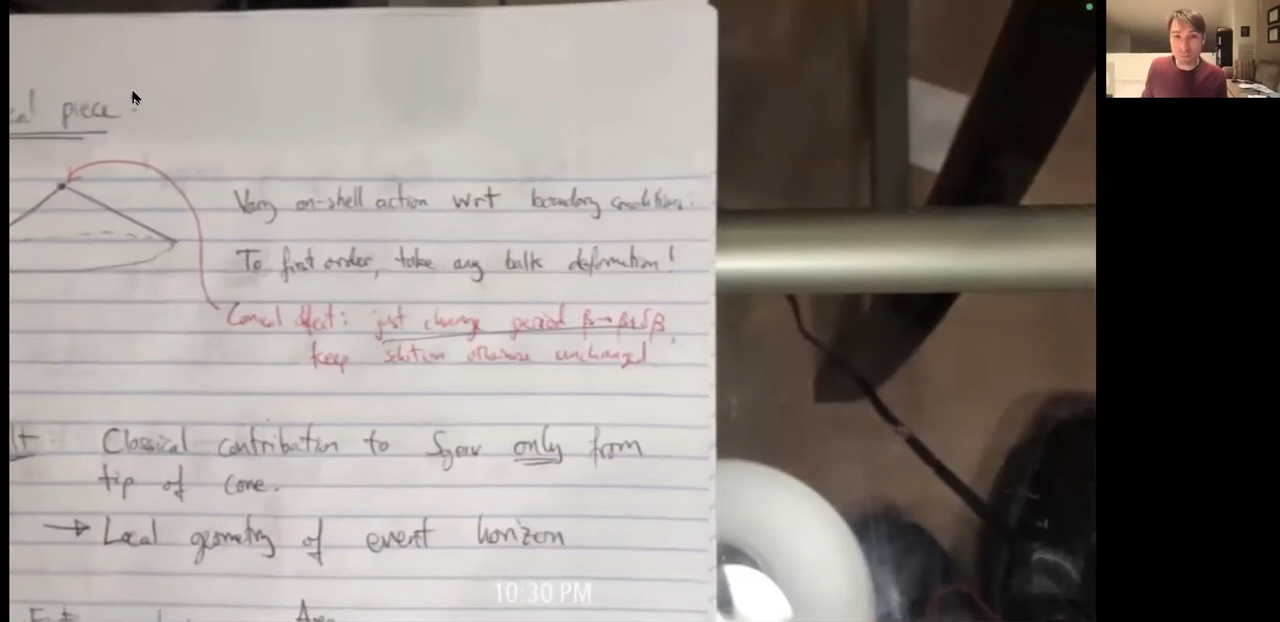 al piece:
Vary on-shell action wrt boundary conditions.
To first order, take any bulk deformation!
Conical defect: just change period β→β+δβ,
keep solution otherwise unchanged
lt: Classical contribution to Sgrav only from
tip of cone.
→ Local geometry of event horizon
10:30 PM